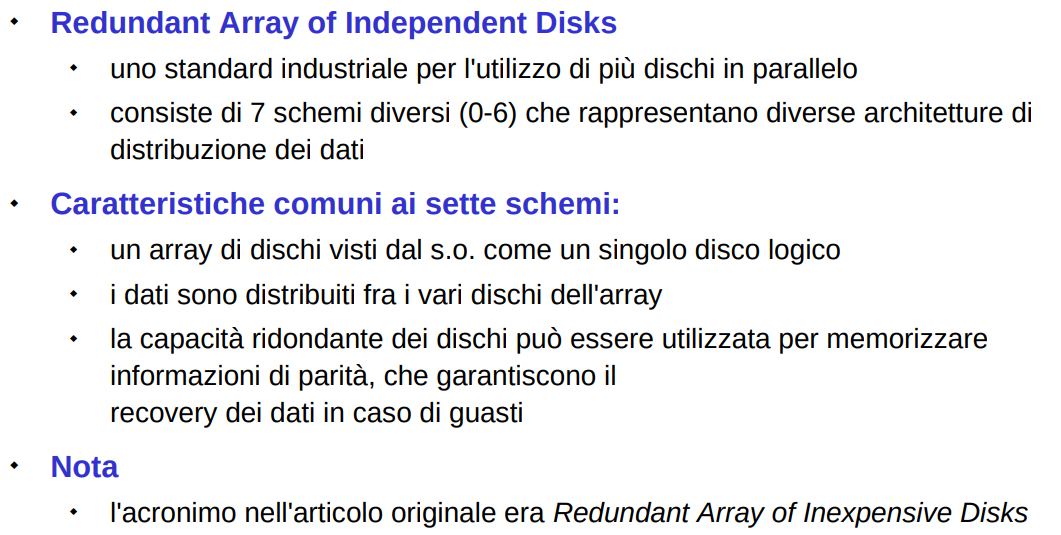 Redundant Array of Independent Disks
uno standard industriale per l'utilizzo di più dischi in parallelo
consiste di 7 schemi diversi (0-6) che rappresentano diverse architetture di
distribuzione dei dati
Caratteristiche comuni ai sette schemi:
un array di dischi visti dal s.o. come un singolo disco logico
i dati sono distribuiti fra i vari dischi dell'array
la capacità ridondante dei dischi può essere utilizzata per memorizzare
informazioni di parità, che garantiscono il
recovery dei dati in caso di guasti
Nota
l'acronimo nell'articolo originale era Redundant Array of Inexpensive Disks